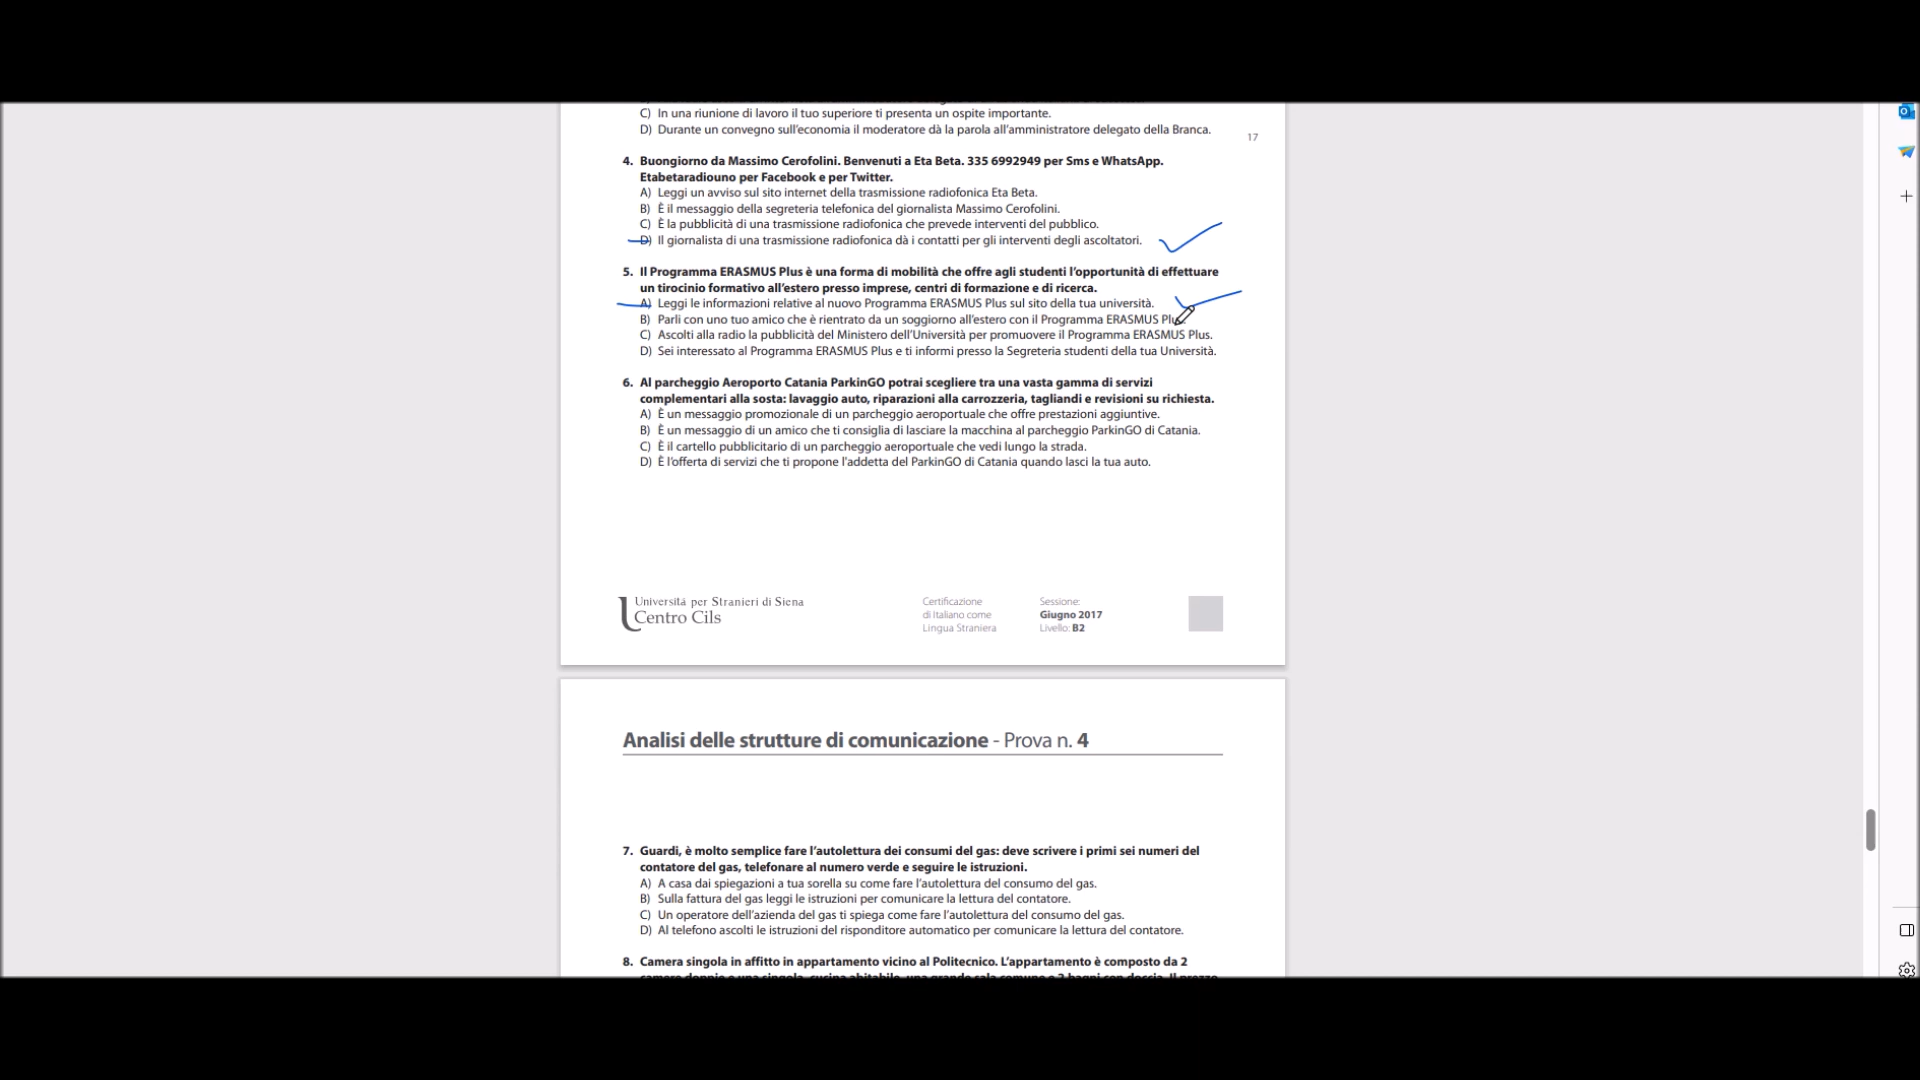 C) In una riunione di lavoro il tuo superiore ti presenta un ospite importante.
D) Durante un convegno sull'economia il moderatore dà la parola all'amministratore delegato della Branca.
17
4. Buongiorno da Massimo Cerofolini. Benvenuti a Eta Beta. 335 6992949 per Sms e WhatsApp.
Etabetaradiouno per Facebook e per Twitter.
A) Leggi un avviso sul sito internet della trasmissione radiofonica Eta Beta.
B) È il messaggio della segreteria telefonica del giornalista Massimo Cerofolini.
C) È la pubblicità di una trasmissione radiofonica che prevede interventi del pubblico.
D) Il giornalista di una trasmissione radiofonica dà i contatti per gli interventi degli ascoltatori.
5. Il Programma ERASMUS Plus è una forma di mobilità che offre agli studenti l'opportunità di effettuare
un tirocinio formativo all'estero presso imprese, centri di formazione e di ricerca.
A) Leggi le informazioni relative al nuovo Programma ERASMUS Plus sul sito della tua università.
B) Parli con uno tuo amico che è rientrato da un soggiorno all'estero con il Programma ERASMUS Plus.
C) Ascolti alla radio la pubblicità del Ministero dell'Università per promuovere il Programma ERASMUS Plus.
D) Sei interessato al Programma ERASMUS Plus e ti informi presso la Segreteria studenti della tua Università.
6. Al parcheggio Aeroporto Catania ParkinGO potrai scegliere tra una vasta gamma di servizi
complementari alla sosta: lavaggio auto, riparazioni alla carrozzeria, tagliandi e revisioni su richiesta.
A) È un messaggio promozionale di un parcheggio aeroportuale che offre prestazioni aggiuntive.
B) È un messaggio di un amico che ti consiglia di lasciare la macchina al parcheggio ParkinGO di Catania.
C) È il cartello pubblicitario di un parcheggio aeroportuale che vedi lungo la strada.
D) È l'offerta di servizi che ti propone l'addetta del ParkinGO di Catania quando lasci la tua auto.
Università per Stranieri di Siena
Centro Cils
Certificazione
di Italiano come
Lingua Straniera
Sessione:
Giugno 2017
Livello: B2
Analisi delle strutture di comunicazione - Prova n. 4
7. Guardi, è molto semplice fare l'autolettura dei consumi del gas: deve scrivere i primi sei numeri del
contatore del gas, telefonare al numero verde e seguire le istruzioni.
A) A casa dai spiegazioni a tua sorella su come fare l'autolettura del consumo del gas.
B) Sulla fattura del gas leggi le istruzioni per comunicare la lettura del contatore.
C) Un operatore dell'azienda del gas ti spiega come fare l'autolettura del consumo del gas.
D) Al telefono ascolti le istruzioni del risponditore automatico per comunicare la lettura del contatore.
8. Camera singola in affitto in appartamento vicino al Politecnico. L'appartamento è composto da 2
camere doppie e una singola, cucina abitabile, una grande sala comune e 2 bagni con doccia. Il prezzo